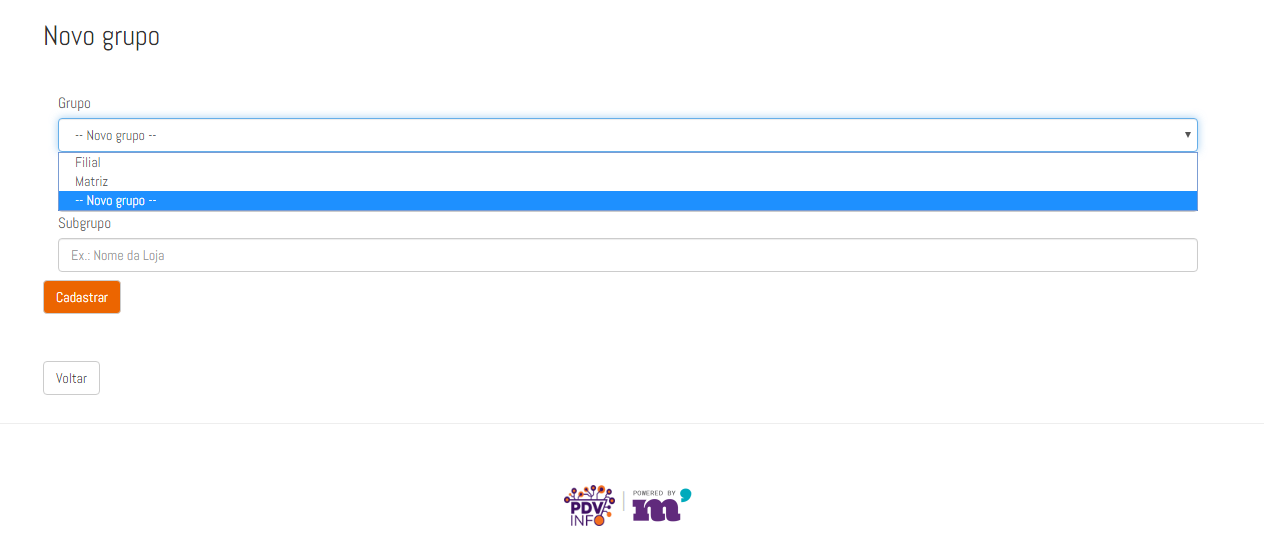 Novo grupo
Grupo
-- Novo grupo --
Filial
Matriz
-- Novo grupo --
Subgrupo
Ex.: Nome da Loja
Cadastrar
Voltar
PDV
INFO
POWERED BY
m'